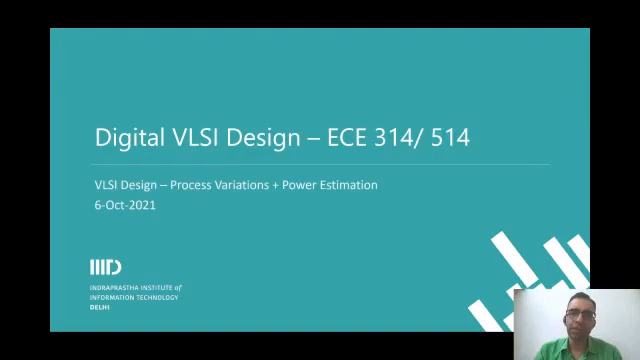 Digital VLSI Design – ECE 314/ 514
VLSI Design – Process Variations + Power Estimation
6-Oct-2021
IIID
INDRAPRASTHA INSTITUTE of
INFORMATION TECHNOLOGY
DELHI